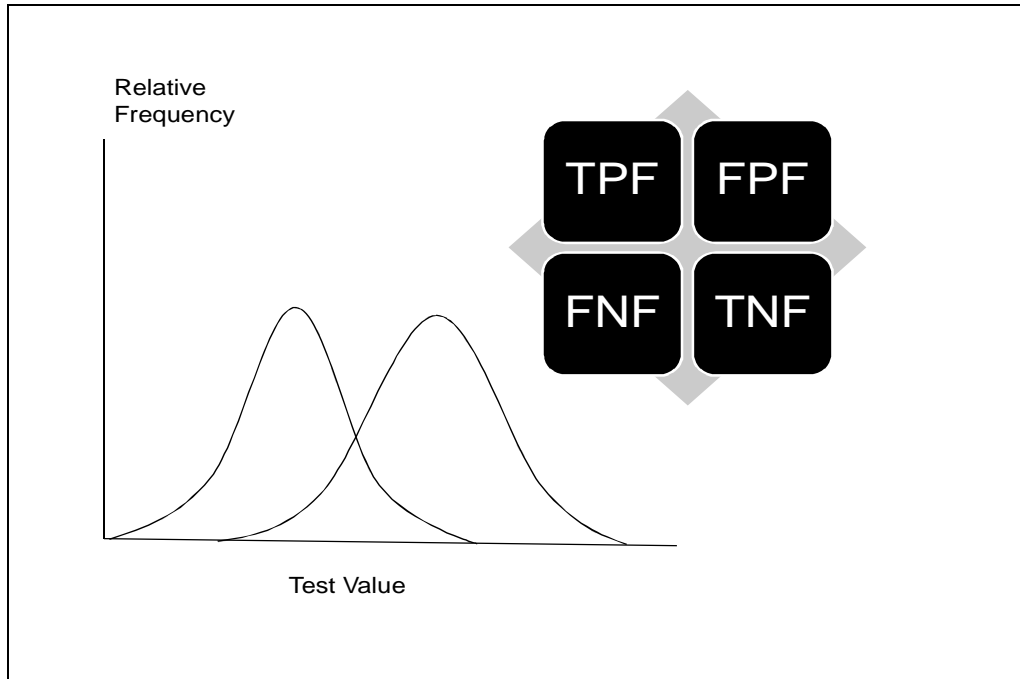 Relative
Frequency
TPF FPF
FNF TNF
Test Value